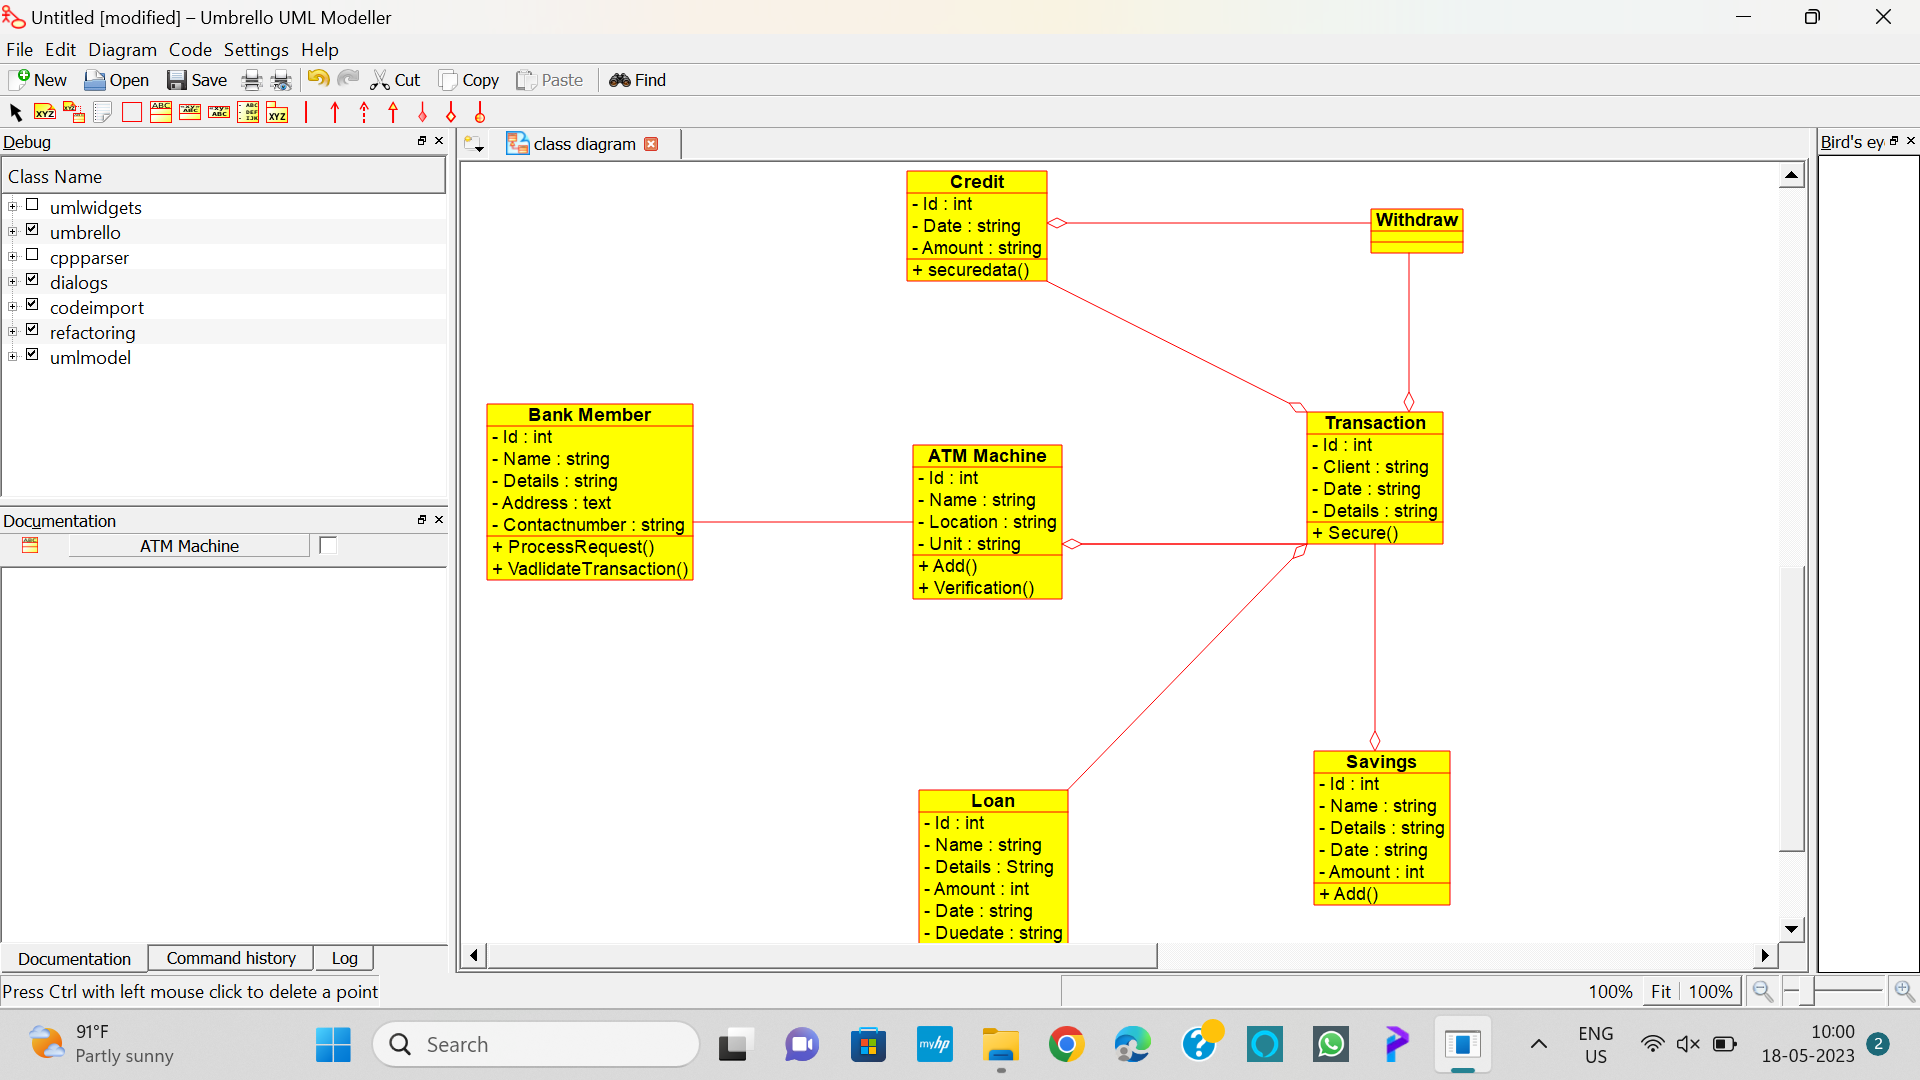 Untitled [modified] – Umbrello UML Modeller
File Edit Diagram Code Settings Help
New Open Save Cut Copy Paste Find
Debug
Class Name
umlwidgets
umbrello
cppparser
dialogs
codeimport
refactoring
umlmodel
Documentation
ATM Machine
Documentation Command history Log
Press Ctrl with left mouse click to delete a point
class diagram
Credit
- Id : int
- Date : string
- Amount : string
+ securedata()
Withdraw
Bank Member
- Id : int
- Name : string
- Details : string
- Address : text
- Contactnumber : string
+ ProcessRequest()
+ VadlidateTransaction()
ATM Machine
- Id : int
- Name : string
- Location : string
- Unit : string
+ Add()
+ Verification()
Transaction
- Id : int
- Client : string
- Date : string
- Details : string
+ Secure()
Loan
- Id : int
- Name : string
- Details : String
- Amount : int
- Date : string
- Duedate : string
Savings
- Id : int
- Name : string
- Details : string
- Date : string
- Amount : int
+ Add()
Bird's ey
100% Fit 100%
91°F
Partly sunny
Search
myhp
ENG
US
10:00
18-05-2023
2